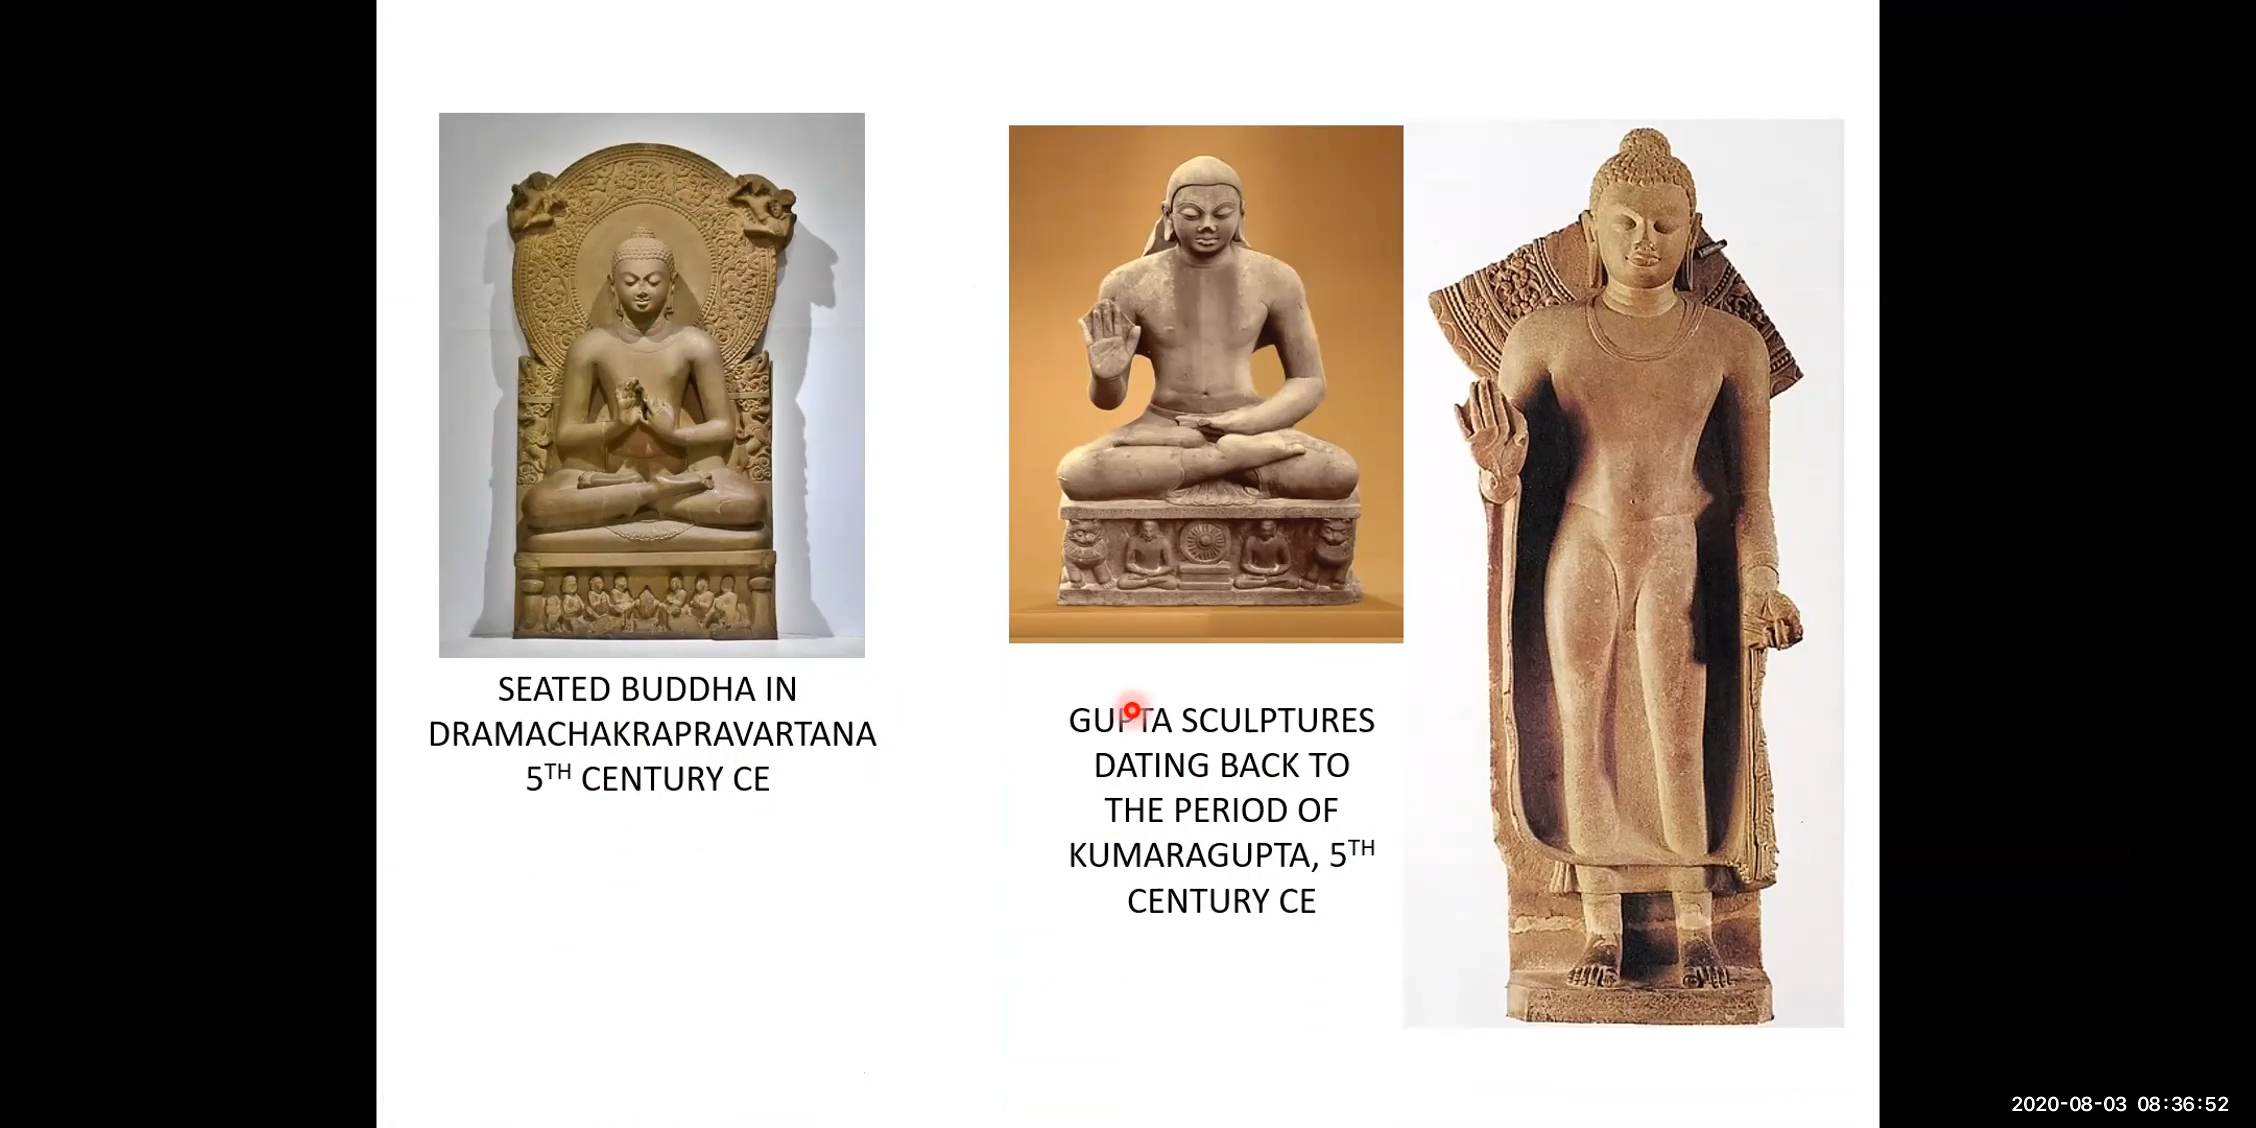 SEATED BUDDHA IN
DRAMACHAKRAPRAVARTANA
5TH CENTURY CE
GUPTA SCULPTURES
DATING BACK TO
THE PERIOD OF
KUMARAGUPTA, 5TH
CENTURY CE
2020-08-03 08:36:52